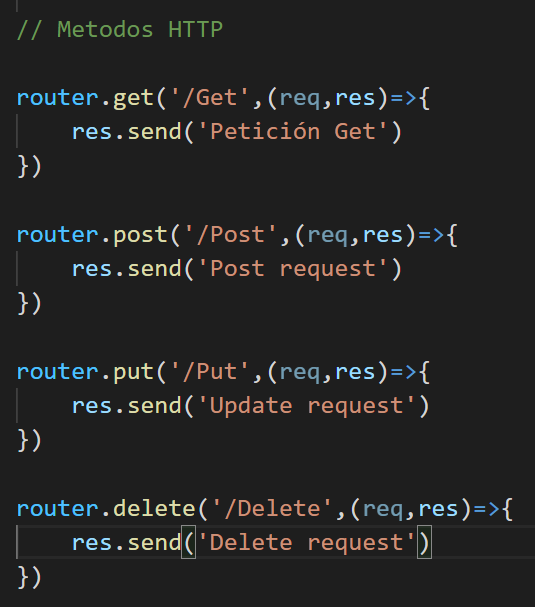 // Metodos HTTP
router.get('/Get',(req,res)=>{
res.send('Petición Get')
})
router.post('/Post',(req,res)=>{
res.send('Post request')
})
router.put('/Put',(req,res)=>{
res.send('Update request')
})
router.delete('/Delete',(req,res)=>{
res.send('Delete request')
})